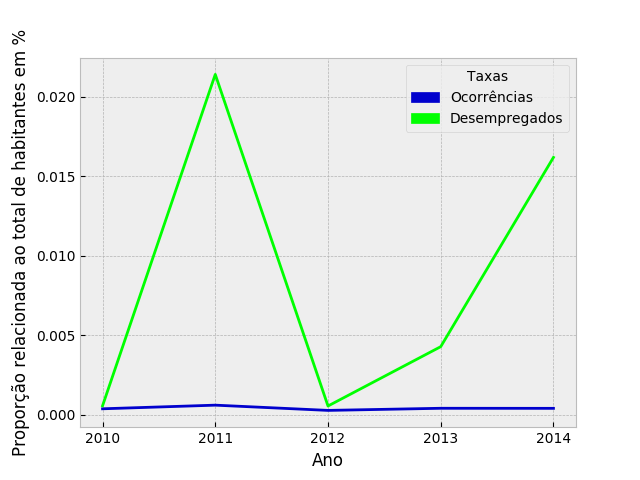 Proporção relacionada ao total de habitantes em %
0.020
0.015
0.010
0.005
0.000
Taxas
Ocorrências
Desempregados
2010 2011 2012 2013 2014
Ano